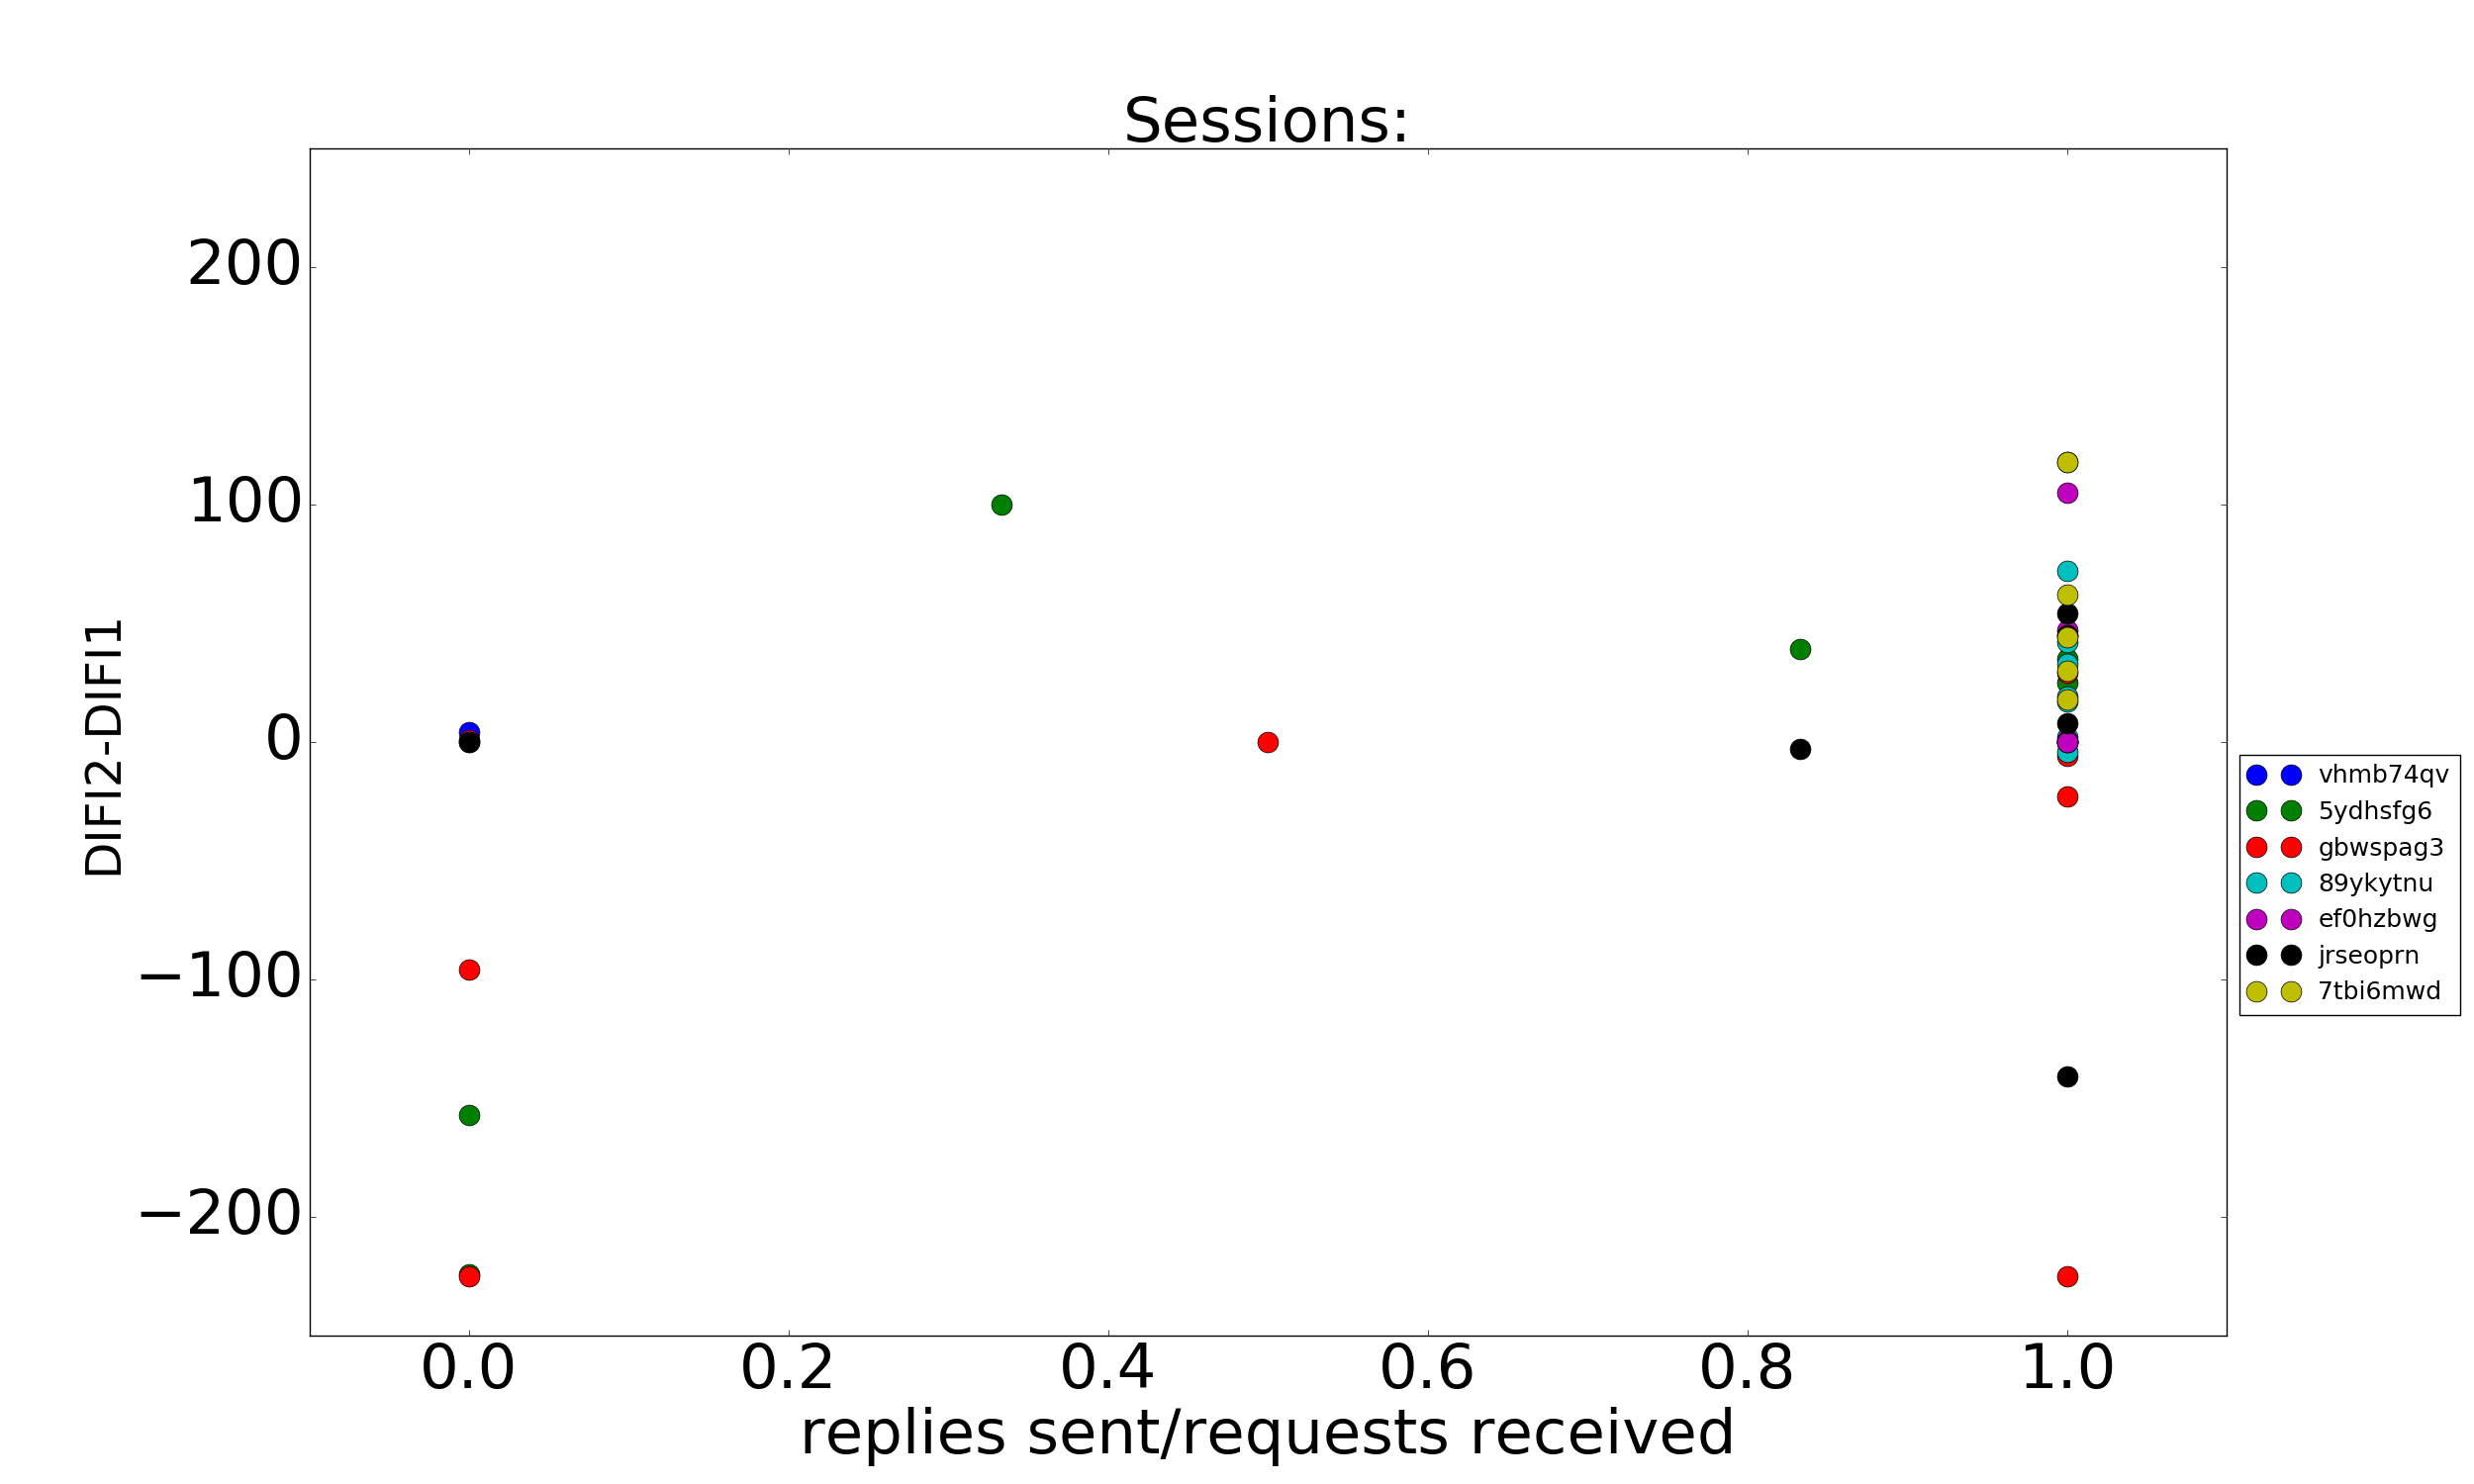 Sessions:
200
100
0
−100
−200
DIFI2-DIFI1
0.0 0.2 0.4 0.6 0.8 1.0
replies sent/requests received
vhmb74qv
5ydhsfg6
gbwspag3
89ykytnu
ef0hzbwg
jrseoprn
7tbi6mwd